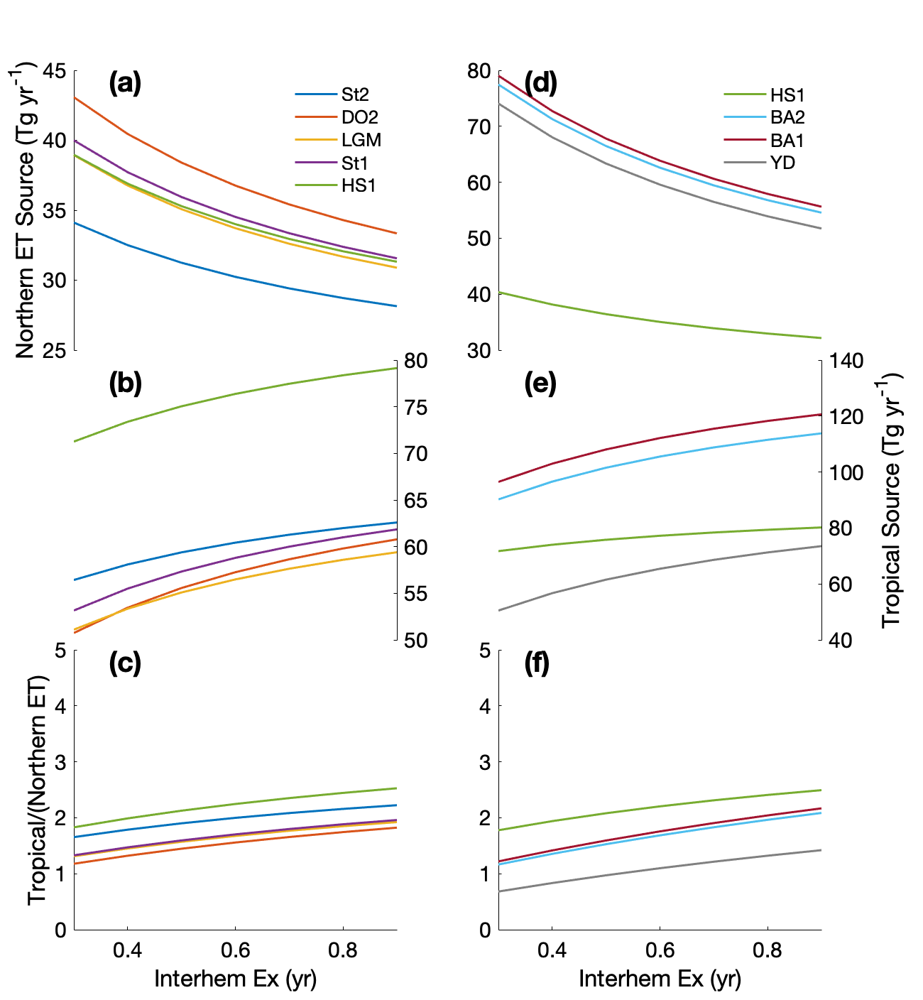 (a)
Northern ET Source (Tg yr⁻¹)
45
40
35
30
25
St2
DO2
LGM
St1
HS1
(d)
80
70
60
50
40
30
HS1
BA2
BA1
YD
(b)
80
75
70
65
60
55
50
(e)
140
120
100
80
60
40
Tropical Source (Tg yr⁻¹)
(c)
Tropical/(Northern ET)
5
4
3
2
1
0
0.4 0.6 0.8
Interhem Ex (yr)
(f)
5
4
3
2
1
0
0.4 0.6 0.8
Interhem Ex (yr)